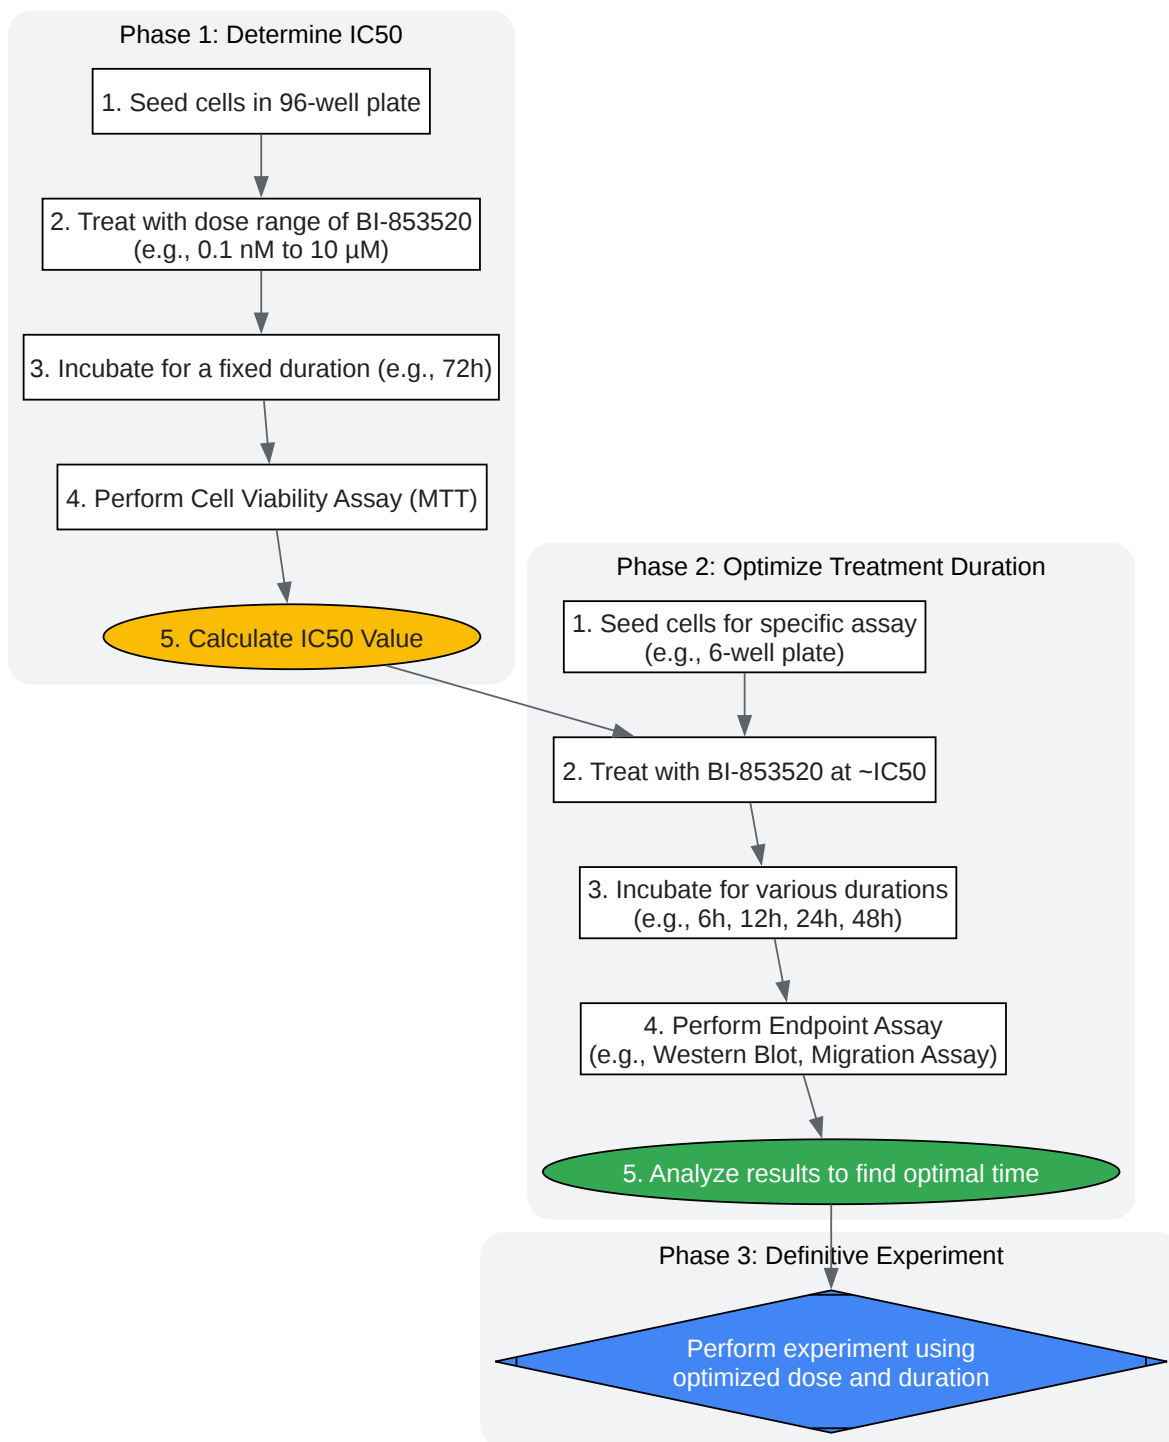 Phase 1: Determine IC50
1. Seed cells in 96-well plate
2. Treat with dose range of BI-853520
(e.g., 0.1 nM to 10 µM)
3. Incubate for a fixed duration (e.g., 72h)
4. Perform Cell Viability Assay (MTT)
5. Calculate IC50 Value
Phase 2: Optimize Treatment Duration
1. Seed cells for specific assay
(e.g., 6-well plate)
2. Treat with BI-853520 at ~IC50
3. Incubate for various durations
(e.g., 6h, 12h, 24h, 48h)
4. Perform Endpoint Assay
(e.g., Western Blot, Migration Assay)
5. Analyze results to find optimal time
Phase 3: Definitive Experiment
Perform experiment using
optimized dose and duration